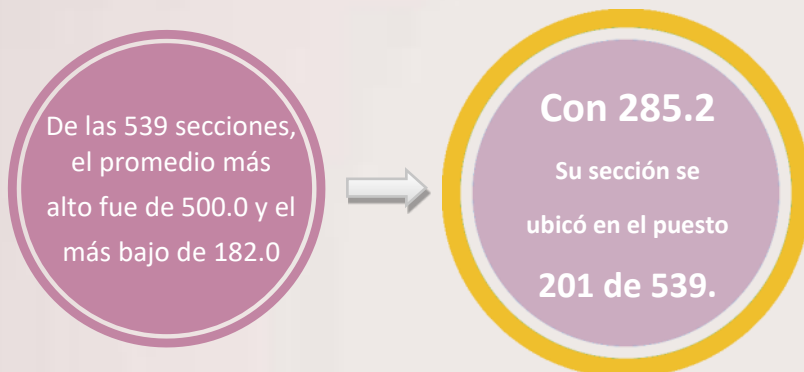 De las 539 secciones,
el promedio más
alto fue de 500.0 y el
más bajo de 182.0
Con 285.2
Su sección se
ubicó en el puesto
201 de 539.